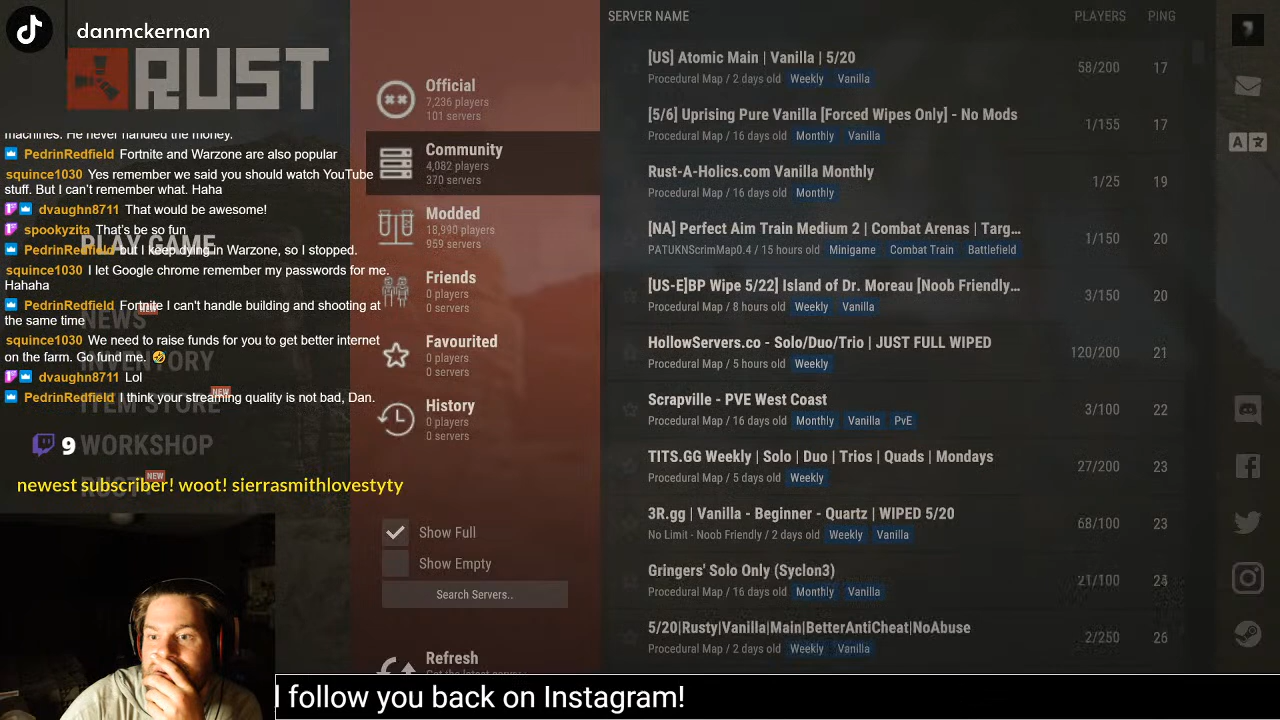 danmckernan
RUST
machines. He never handled the money.
PedrinRedfield Fortnite and Warzone are also popular
squince1030 Yes remember we said you should watch YouTube
stuff. But I can't remember what. Haha
dvaughn8711 That would be awesome!
spookyzita That's be so fun
PLAY GAME
PedrinRedfield but I keep dying in Warzone, so I stopped.
squince1030 I let Google chrome remember my passwords for me.
Hahaha
PedrinRedfield Fortnite I can't handle building and shooting at
the same time
NEWS
NEW
squince1030 We need to raise funds for you to get better internet
on the farm. Go fund me. 🤣
INVENTORY
dvaughn8711 Lol
PedrinRedfield I think your streaming quality is not bad, Dan.
ITEM STORE
NEW
9
WORKSHOP
NEW
newest subscriber! woot! sierrasmithlovestyty
Official
7,236 players
101 servers
Community
4,082 players
370 servers
Modded
18,990 players
959 servers
Friends
0 players
0 servers
Favourited
0 players
0 servers
History
0 players
0 servers
Show Full
Show Empty
Search Servers..
Refresh
SERVER NAME PLAYERS PING
[US] Atomic Main | Vanilla | 5/20 58/200 17
Procedural Map / 2 days old Weekly Vanilla
[5/6] Uprising Pure Vanilla [Forced Wipes Only] - No Mods 1/155 17
Procedural Map / 16 days old Monthly Vanilla
Rust-A-Holics.com Vanilla Monthly 1/25 19
Procedural Map / 16 days old Monthly
[NA] Perfect Aim Train Medium 2 | Combat Arenas | Targ... 1/150 20
PATUKNScrimMap0.4 / 15 hours old Minigame Combat Train Battlefield
[US-E]BP Wipe 5/22] Island of Dr. Moreau [Noob Friendly... 3/150 20
Procedural Map / 8 hours old Weekly Vanilla
HollowServers.co - Solo/Duo/Trio | JUST FULL WIPED 120/200 21
Procedural Map / 5 hours old Weekly
Scrapville - PVE West Coast 3/100 22
Procedural Map / 16 days old Monthly Vanilla PvE
TITS.GG Weekly | Solo | Duo | Trios | Quads | Mondays 27/200 23
Procedural Map / 5 days old Weekly
3R.gg | Vanilla - Beginner - Quartz | WIPED 5/20 68/100 23
No Limit - Noob Friendly / 2 days old Weekly Vanilla
Gringers' Solo Only (Syclon3) 21/100 24
Procedural Map / 16 days old Monthly Vanilla
5/20|Rusty|Vanilla|Main|BetterAntiCheat|NoAbuse 2/250 26
Procedural Map / 2 days old Weekly Vanilla
I follow you back on Instagram!